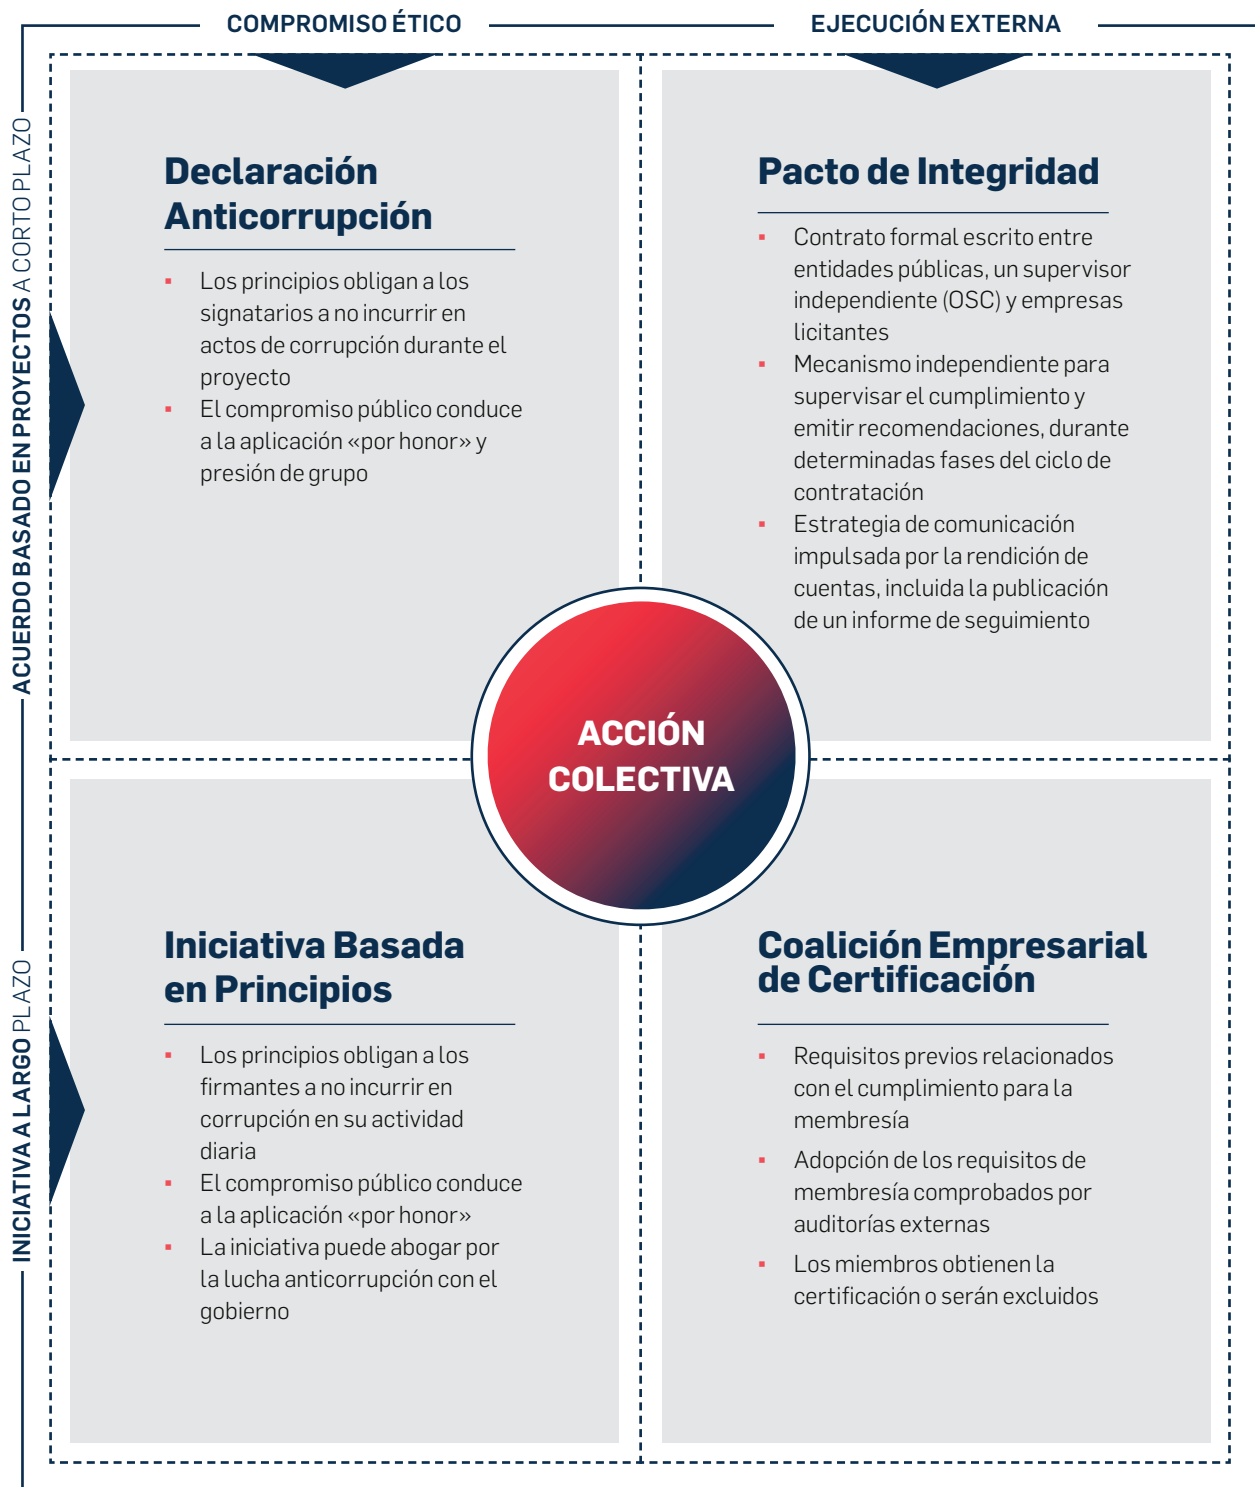 COMPROMISO ÉTICO
EJECUCIÓN EXTERNA
ACUERDO BASADO EN PROYECTOS A CORTO PLAZO
Declaración
Anticorrupción
▪ Los principios obligan a los
signatarios a no incurrir en
actos de corrupción durante el
proyecto
▪ El compromiso público conduce
a la aplicación «por honor» y
presión de grupo
Pacto de Integridad
▪ Contrato formal escrito entre
entidades públicas, un supervisor
independiente (OSC) y empresas
licitantes
▪ Mecanismo independiente para
supervisar el cumplimiento y
emitir recomendaciones, durante
determinadas fases del ciclo de
contratación
▪ Estrategia de comunicación
impulsada por la rendición de
cuentas, incluida la publicación
de un informe de seguimiento
ACCIÓN
COLECTIVA
INICIATIVA A LARGO PLAZO
Iniciativa Basada
en Principios
▪ Los principios obligan a los
firmantes a no incurrir en
corrupción en su actividad
diaria
▪ El compromiso público conduce
a la aplicación «por honor»
▪ La iniciativa puede abogar por
la lucha anticorrupción con el
gobierno
Coalición Empresarial
de Certificación
▪ Requisitos previos relacionados
con el cumplimiento para la
membresía
▪ Adopción de los requisitos de
membresía comprobados por
auditorías externas
▪ Los miembros obtienen la
certificación o serán excluidos